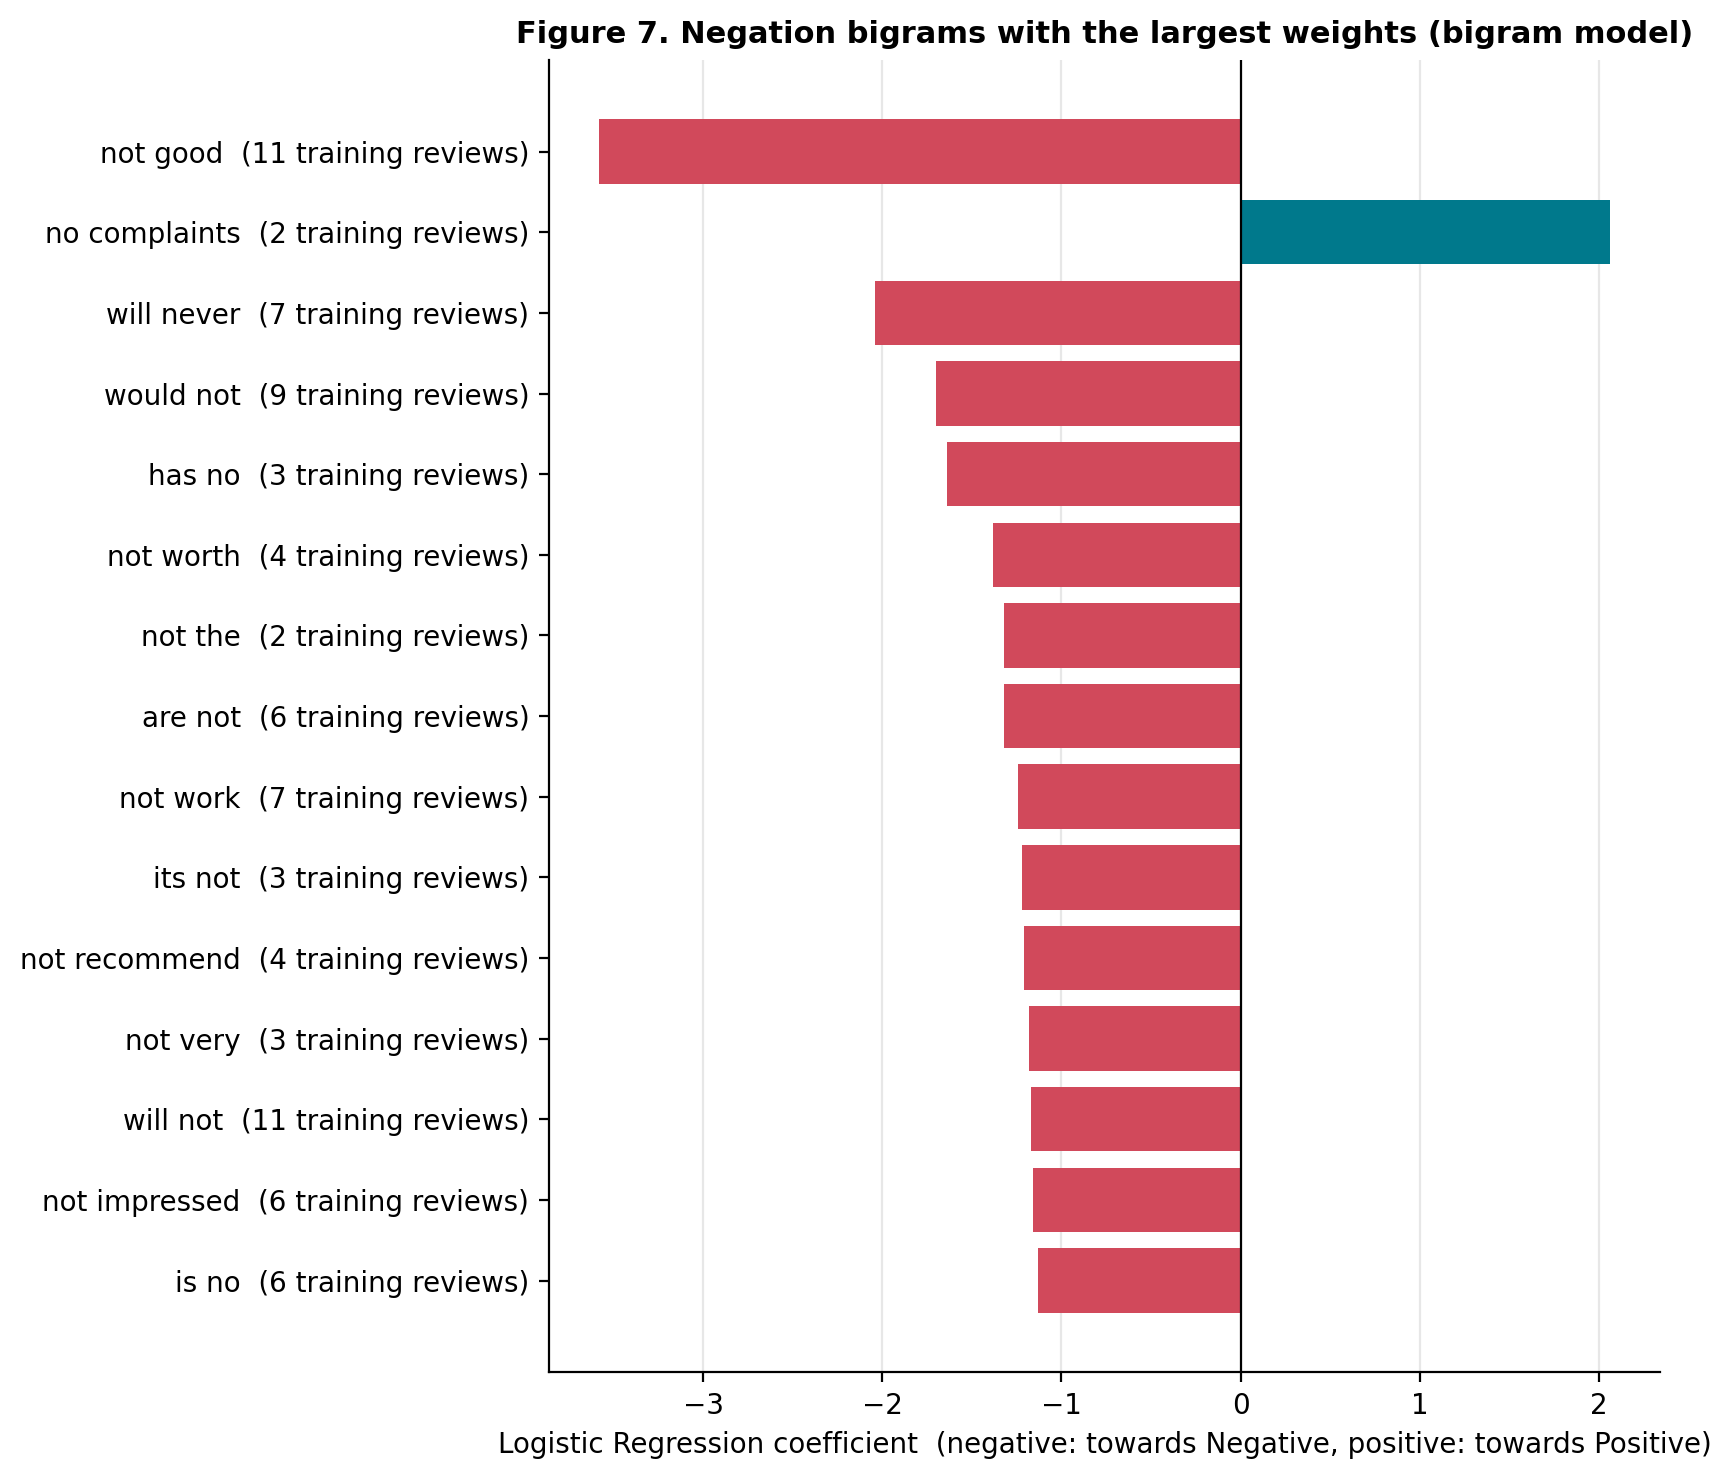 Figure 7. Negation bigrams with the largest weights (bigram model)
not good  (11 training reviews)
no complaints  (2 training reviews)
will never  (7 training reviews)
would not  (9 training reviews)
has no  (3 training reviews)
not worth  (4 training reviews)
not the  (2 training reviews)
are not  (6 training reviews)
not work  (7 training reviews)
its not  (3 training reviews)
not recommend  (4 training reviews)
not very  (3 training reviews)
will not  (11 training reviews)
not impressed  (6 training reviews)
is no  (6 training reviews)
−3 −2 −1 0 1 2
Logistic Regression coefficient  (negative: towards Negative, positive: towards Positive)